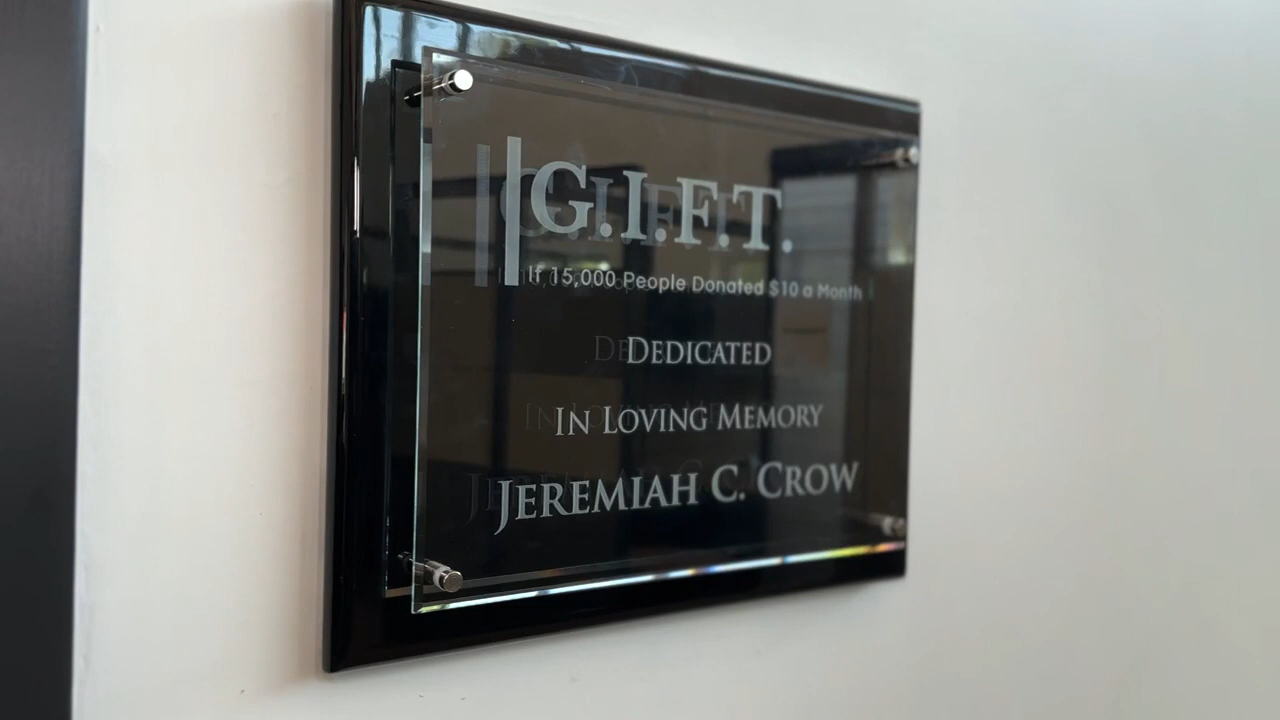 G.I.F.T.
If 15,000 People Donated $10 a Month
Dedicated
In Loving Memory
Jeremiah C. Crow